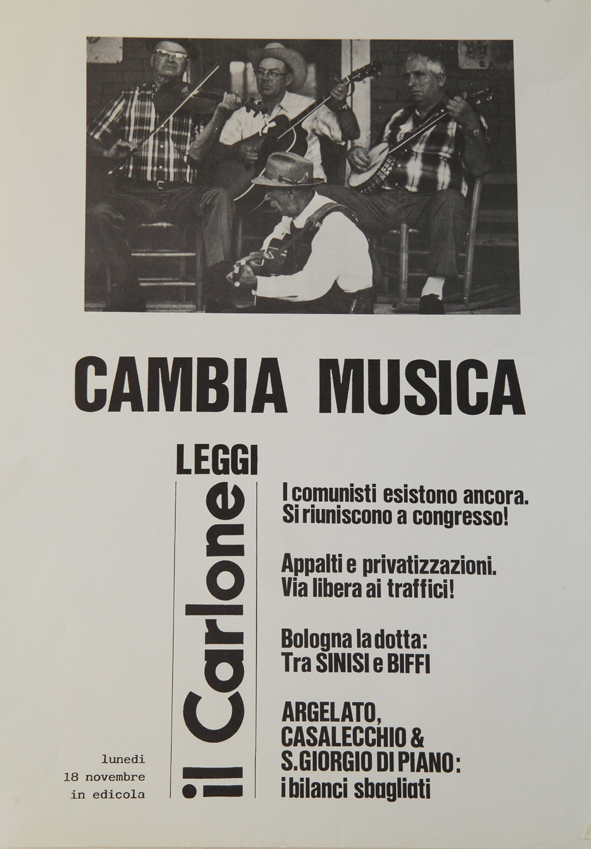 CAMBIA MUSICA
LEGGI
il Carlone
I comunisti esistono ancora.
Si riuniscono a congresso!
Appalti e privatizzazioni.
Via libera ai traffici!
Bologna la dotta:
Tra SINISI e BIFFI
ARGELATO,
CASALECCHIO &
S.GIORGIO DI PIANO:
i bilanci sbagliati
lunedi
18 novembre
in edicola